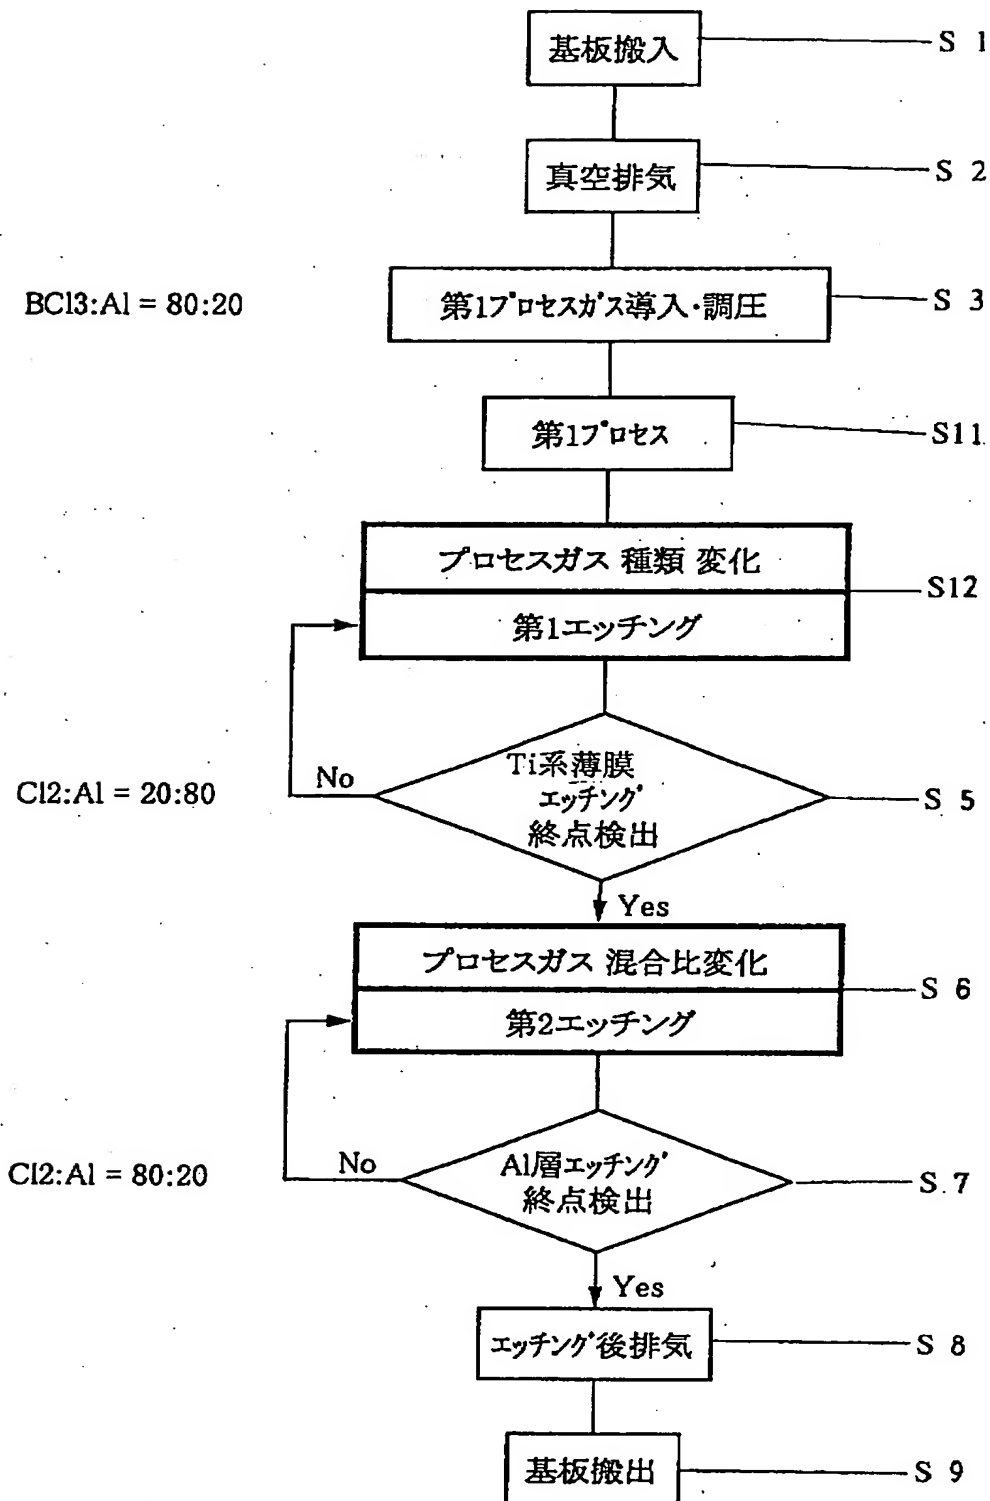 基板搬入
S 1
真空排気
S 2
BCl3:Al = 80:20
第1プロセスガス導入・調圧
S 3
第1プロセス
S11
プロセスガス 種類 変化
S12
第1エッチング
Ti系薄膜
エッチング
終点検出
No
Cl2:Al = 20:80
S 5
Yes
プロセスガス 混合比変化
S 6
第2エッチング
No
Al層エッチング
終点検出
Cl2:Al = 80:20
S 7
Yes
エッチング後排気
S 8
基板搬出
S 9